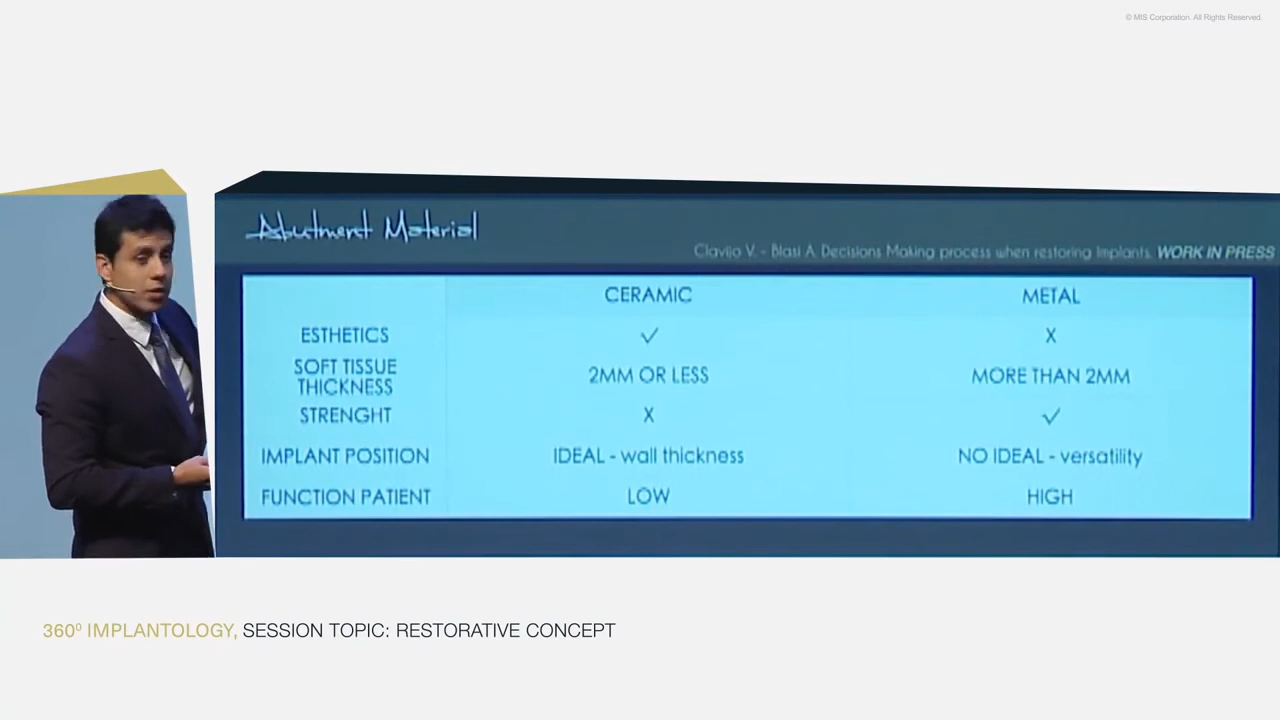 © MIS Corporation. All Rights Reserved.
Abutment Material
Clavijo V. - Blasi A. Decisions Making process when restoring Implants. WORK IN PRESS
CERAMIC METAL
ESTHETICS ✓ X
SOFT TISSUE
THICKNESS 2MM OR LESS MORE THAN 2MM
STRENGHT X ✓
IMPLANT POSITION IDEAL - wall thickness NO IDEAL - versatility
FUNCTION PATIENT LOW HIGH
360º IMPLANTOLOGY, SESSION TOPIC: RESTORATIVE CONCEPT